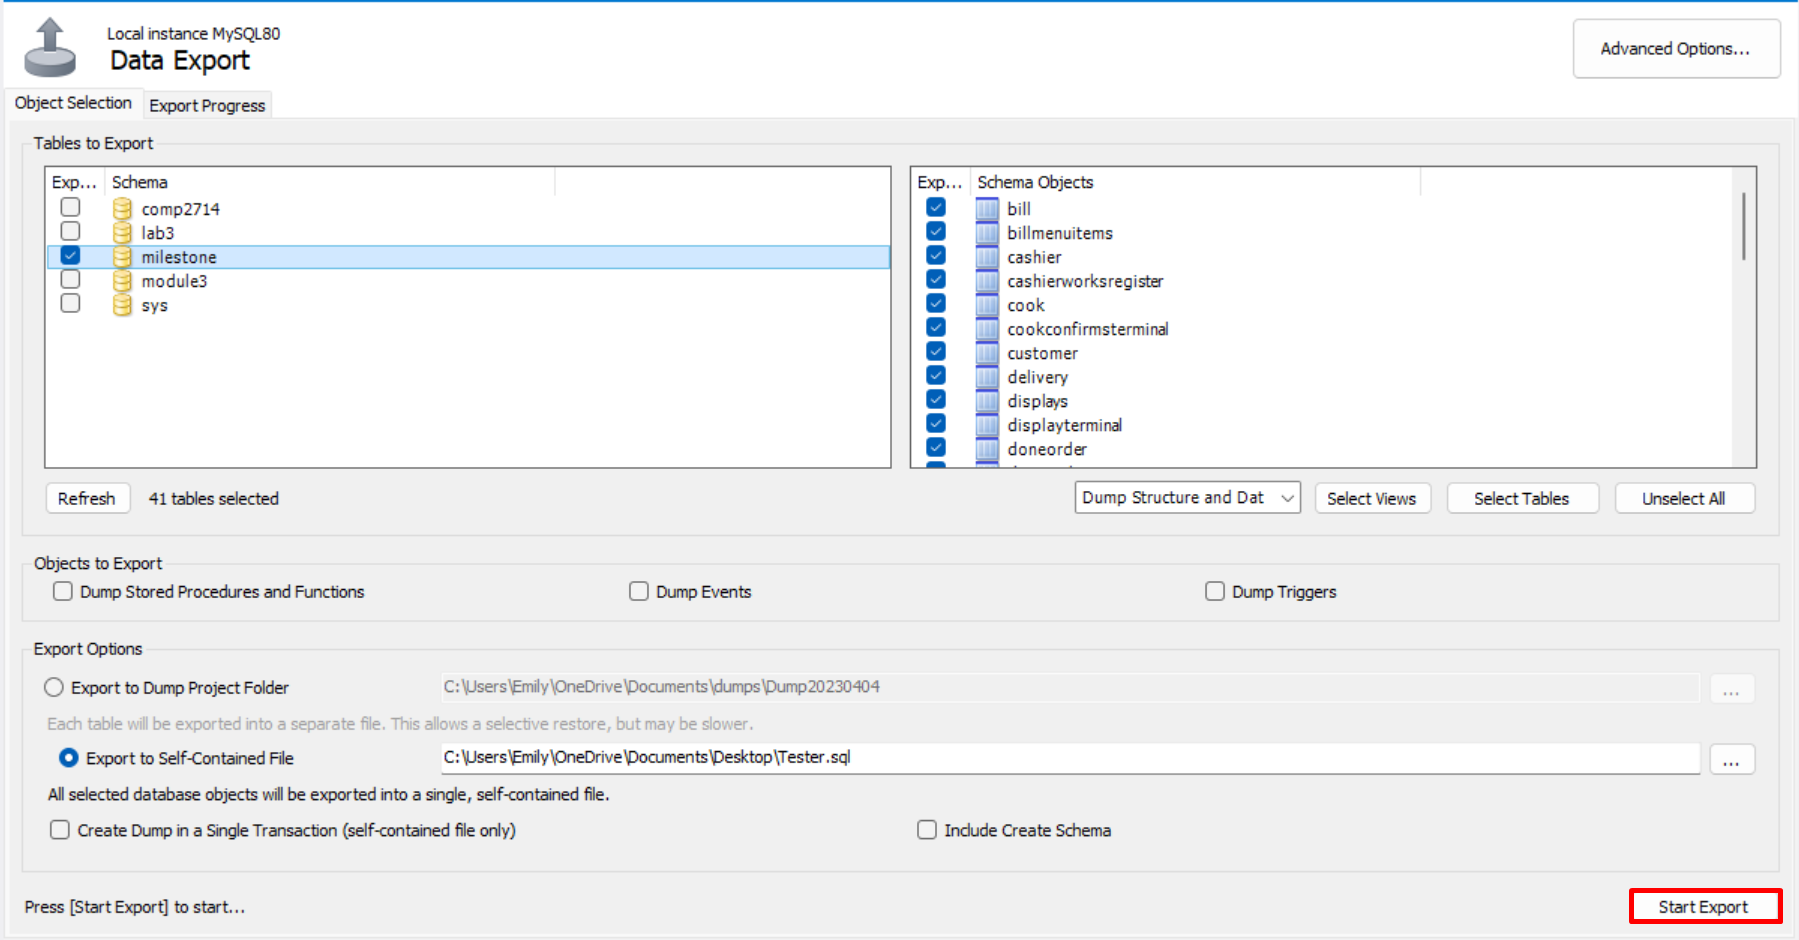 Local instance MySQL80
Data Export
Advanced Options...
Object Selection
Export Progress
Tables to Export
Exp... Schema
comp2714
lab3
milestone
module3
sys
Exp... Schema Objects
bill
billmenuitems
cashier
cashierworksregister
cook
cookconfirmsterminal
customer
delivery
displays
displayterminal
doneorder
Refresh 41 tables selected
Dump Structure and Dat
Select Views
Select Tables
Unselect All
Objects to Export
Dump Stored Procedures and Functions
Dump Events
Dump Triggers
Export Options
Export to Dump Project Folder C:\Users\Emily\OneDrive\Documents\dumps\Dump20230404 ...
Each table will be exported into a separate file. This allows a selective restore, but may be slower.
Export to Self-Contained File C:\Users\Emily\OneDrive\Documents\Desktop\Tester.sql ...
All selected database objects will be exported into a single, self-contained file.
Create Dump in a Single Transaction (self-contained file only)
Include Create Schema
Press [Start Export] to start...
Start Export